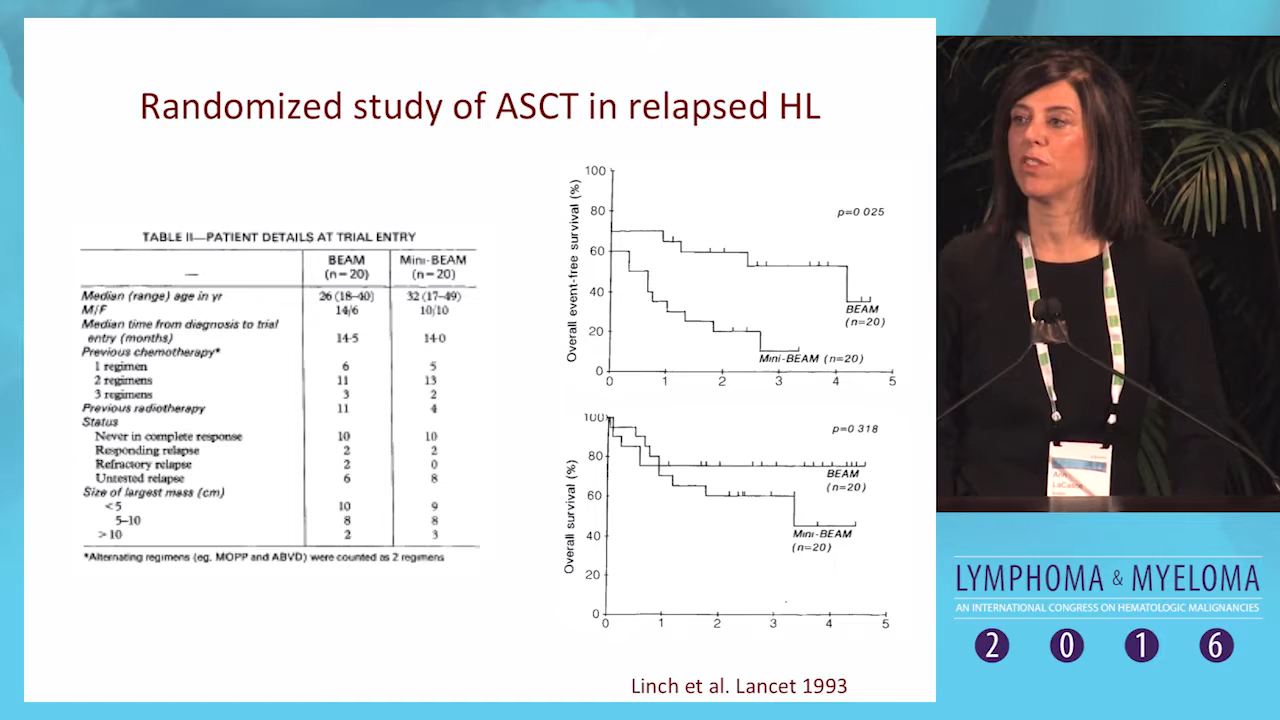 Randomized study of ASCT in relapsed HL
TABLE II—PATIENT DETAILS AT TRIAL ENTRY
— BEAM (n=20) Mini-BEAM (n=20)
Median (range) age in yr 26 (18–40) 32 (17–49)
M/F 14/6 10/10
Median time from diagnosis to trial
entry (months) 14·5 14·0
Previous chemotherapy*
1 regimen 6 5
2 regimens 11 13
3 regimens 3 2
Previous radiotherapy 11 4
Status
Never in complete response 10 10
Responding relapse 2 2
Refractory relapse 2 0
Untested relapse 6 8
Size of largest mass (cm)
<5 10 9
5–10 8 8
>10 2 3
*Alternating regimens (eg, MOPP and ABVD) were counted as 2 regimens
Overall event-free survival (%)
100
80
60
40
20
0
p=0 025
BEAM
(n=20)
Mini-BEAM (n=20)
0 1 2 3 4 5
Overall survival (%)
100
80
60
40
20
0
p=0 318
BEAM
(n=20)
Mini-BEAM
(n=20)
0 1 2 3 4 5
Linch et al. Lancet 1993
Ann
LaCasce
LYMPHOMA & MYELOMA
AN INTERNATIONAL CONGRESS ON HEMATOLOGIC MALIGNANCIES
2 0 1 6